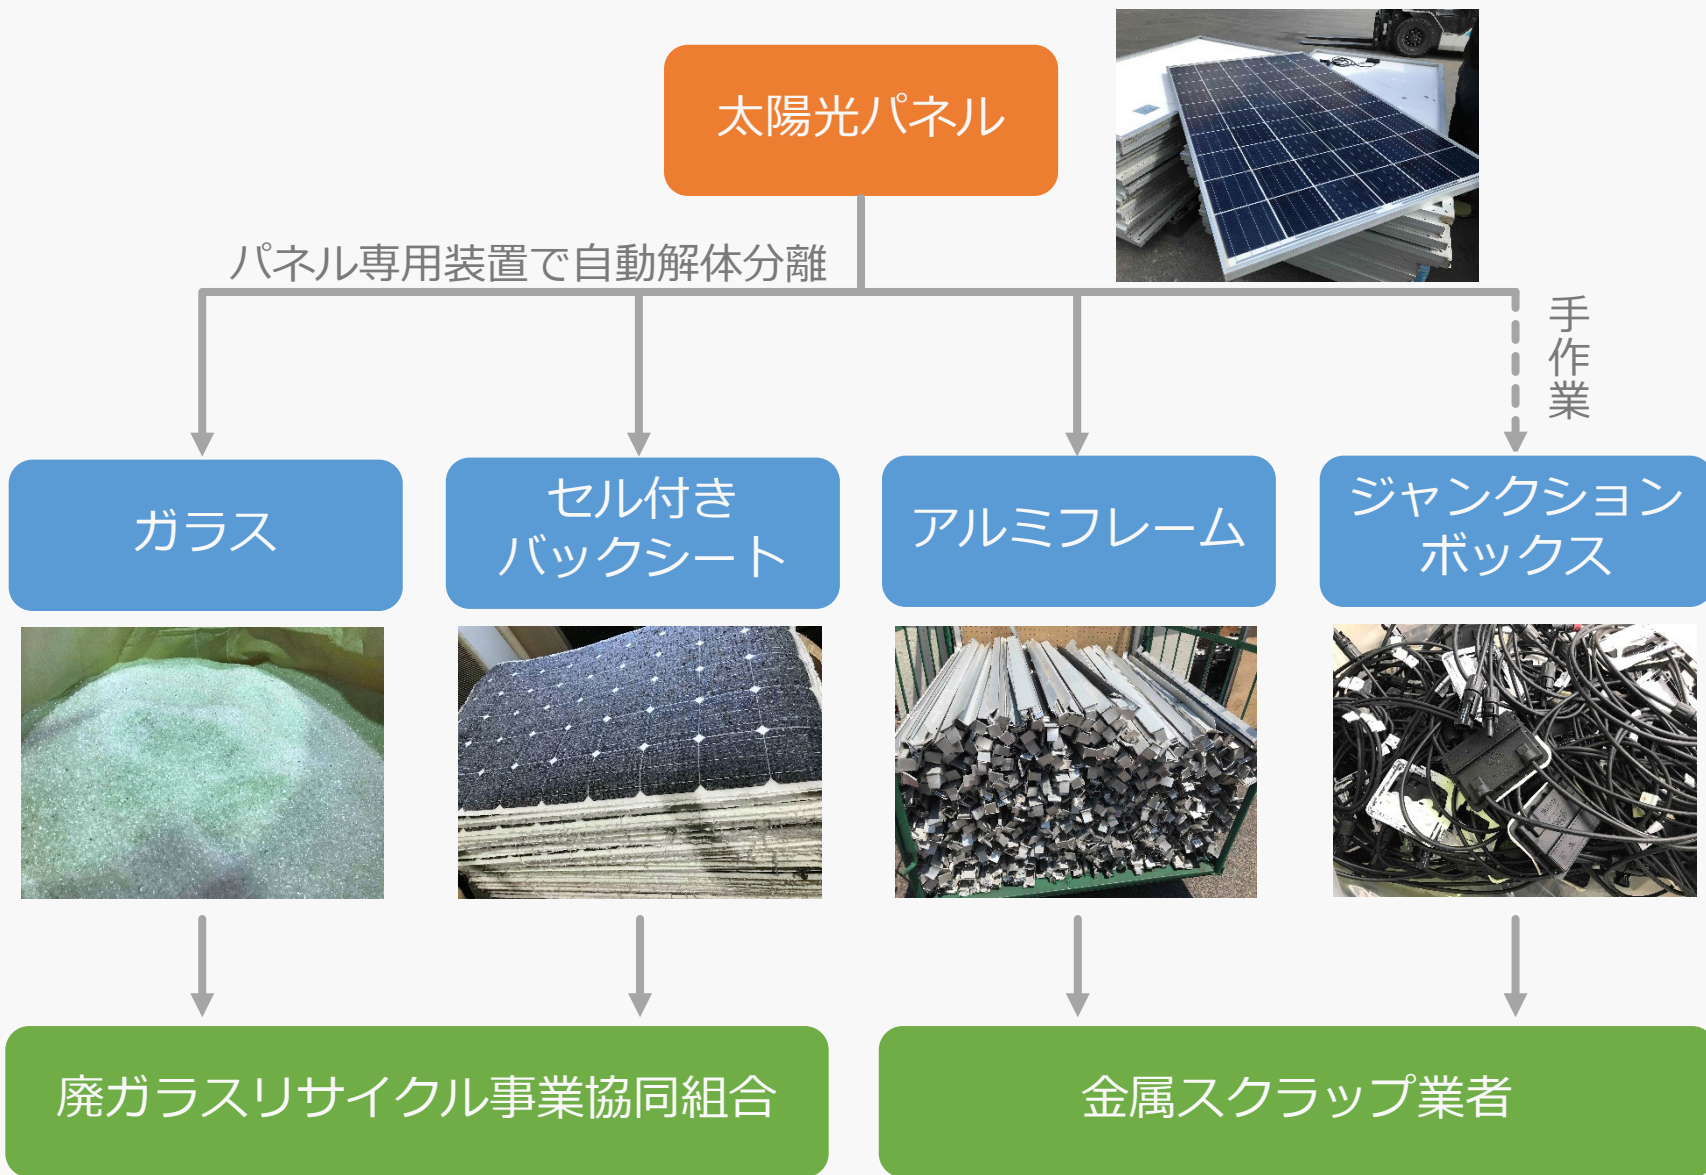 太陽光パネル
パネル専用装置で自動解体分離
手作業
ガラス
セル付き
バックシート
アルミフレーム
ジャンクション
ボックス
廃ガラスリサイクル事業協同組合
金属スクラップ業者